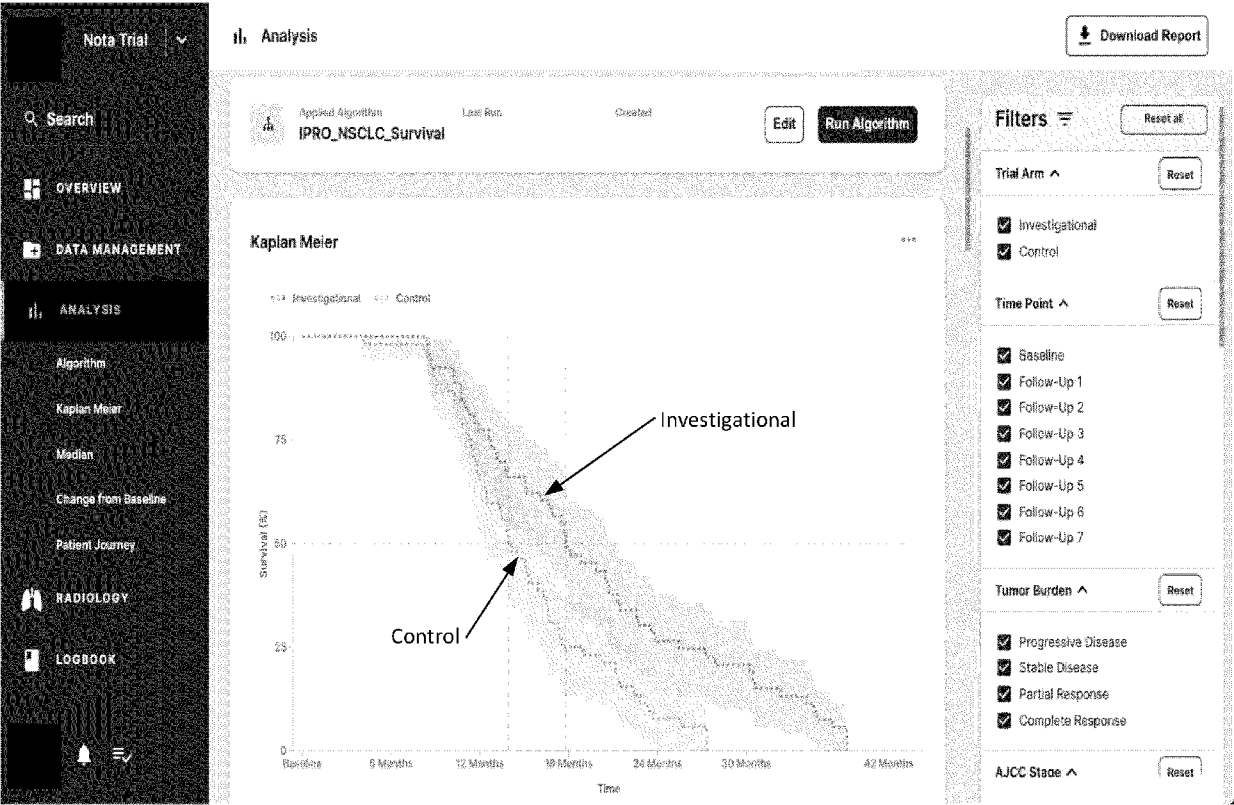 Nota Trial
Search
OVERVIEW
DATA MANAGEMENT
ANALYSIS
Algorithm
Kaplan Meier
Median
Change from Baseline
Patient Journey
RADIOLOGY
LOGBOOK
Analysis
Download Report
Applied Algorithm
IPRO_NSCLC_Survival
Last Run
Created
Edit
Run Algorithm
Kaplan Meier
Investigational
Control
100
75
50
25
0
Survival (%)
Investigational
Control
Baseline
6 Months
12 Months
18 Months
24 Months
30 Months
42 Months
Time
Filters
Reset all
Trial Arm
Reset
Investigational
Control
Time Point
Reset
Baseline
Follow-Up 1
Follow-Up 2
Follow-Up 3
Follow-Up 4
Follow-Up 5
Follow-Up 6
Follow-Up 7
Tumor Burden
Reset
Progressive Disease
Stable Disease
Partial Response
Complete Response
AJCC Stage
Reset